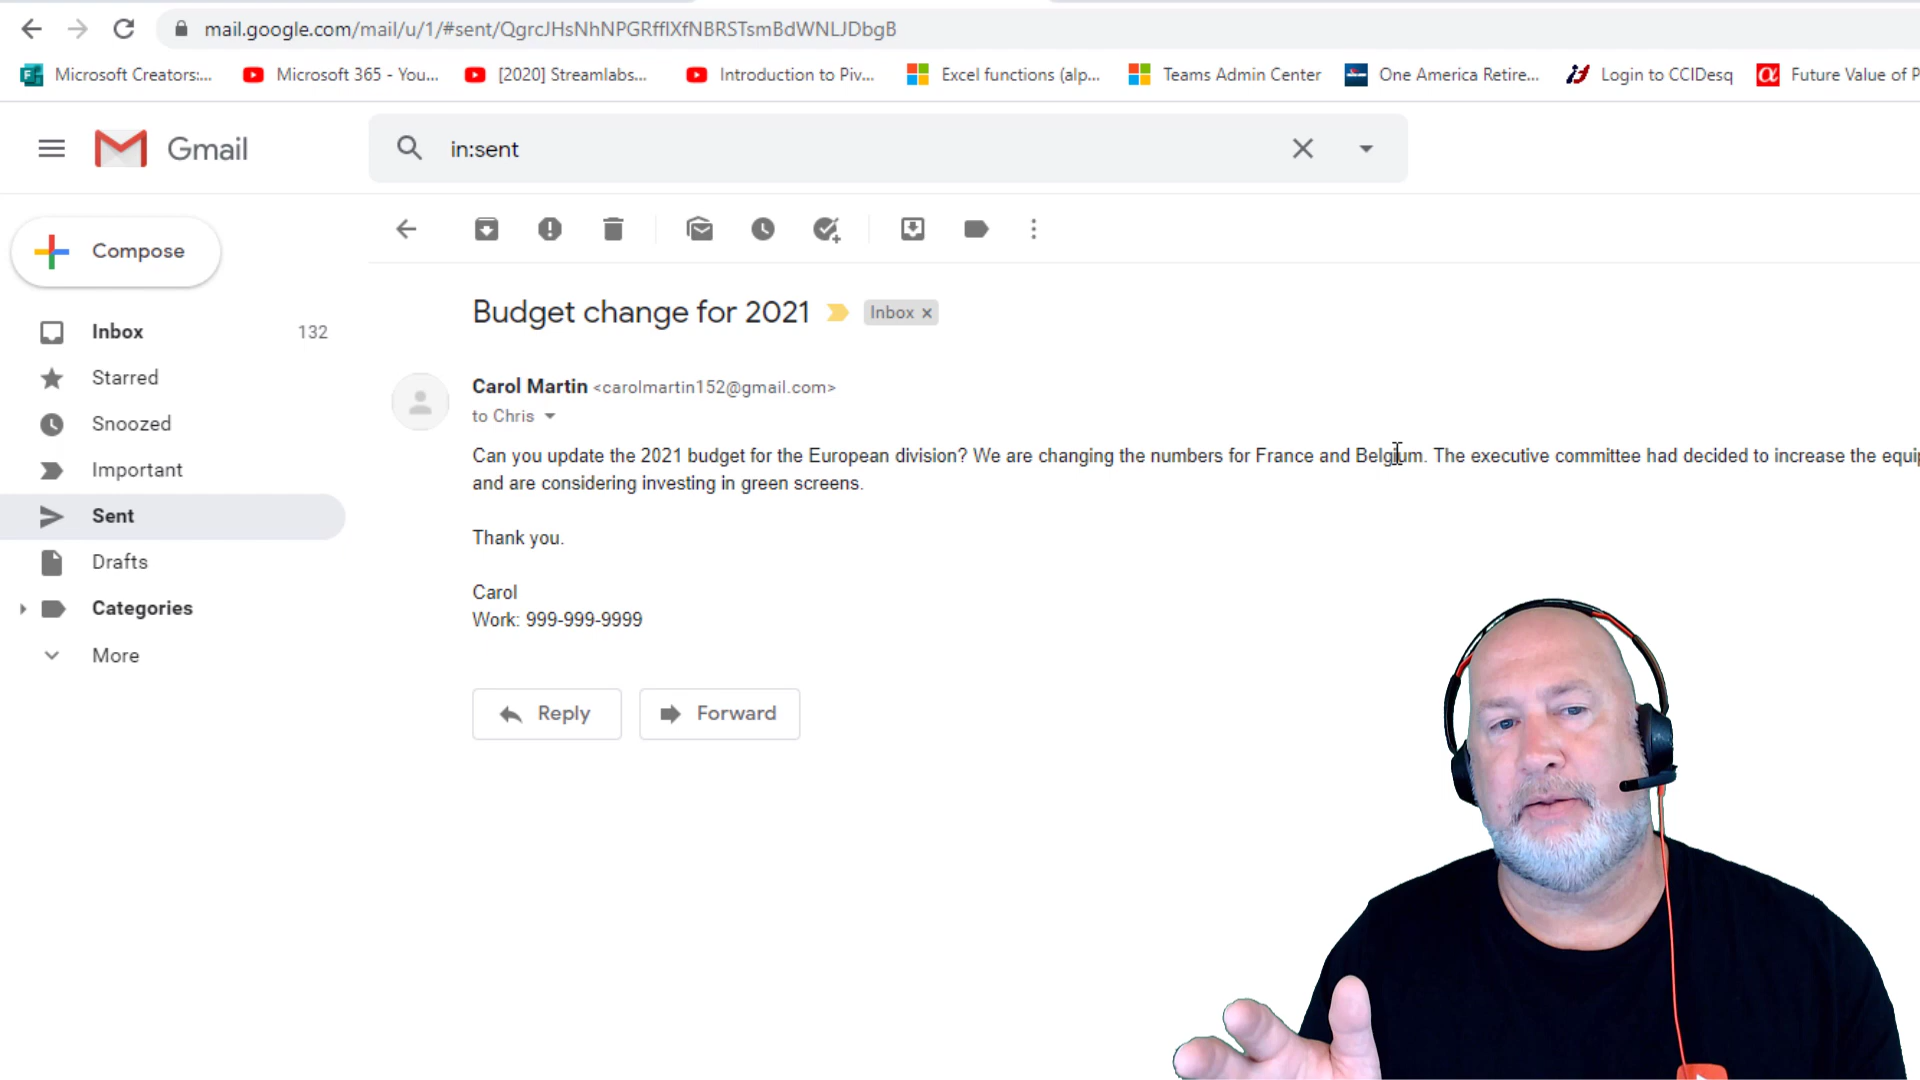 mail.google.com/mail/u/1/#sent/QgrcJHsNhNPGRfflXfNBRSTsmBdWNLJDbgB
Microsoft Creators:... Microsoft 365 - You... [2020] Streamlabs... Introduction to Piv... Excel functions (alp... Teams Admin Center One America Retire... Login to CCIDesq Future Value of P
Gmail
in:sent
Compose
Budget change for 2021 Inbox ×
Inbox 132
Starred
Snoozed
Important
Sent
Drafts
Categories
More
Carol Martin <carolmartin152@gmail.com>
to Chris
Can you update the 2021 budget for the European division? We are changing the numbers for France and Belgium. The executive committee had decided to increase the equip
and are considering investing in green screens.
Thank you.
Carol
Work: 999-999-9999
Reply Forward